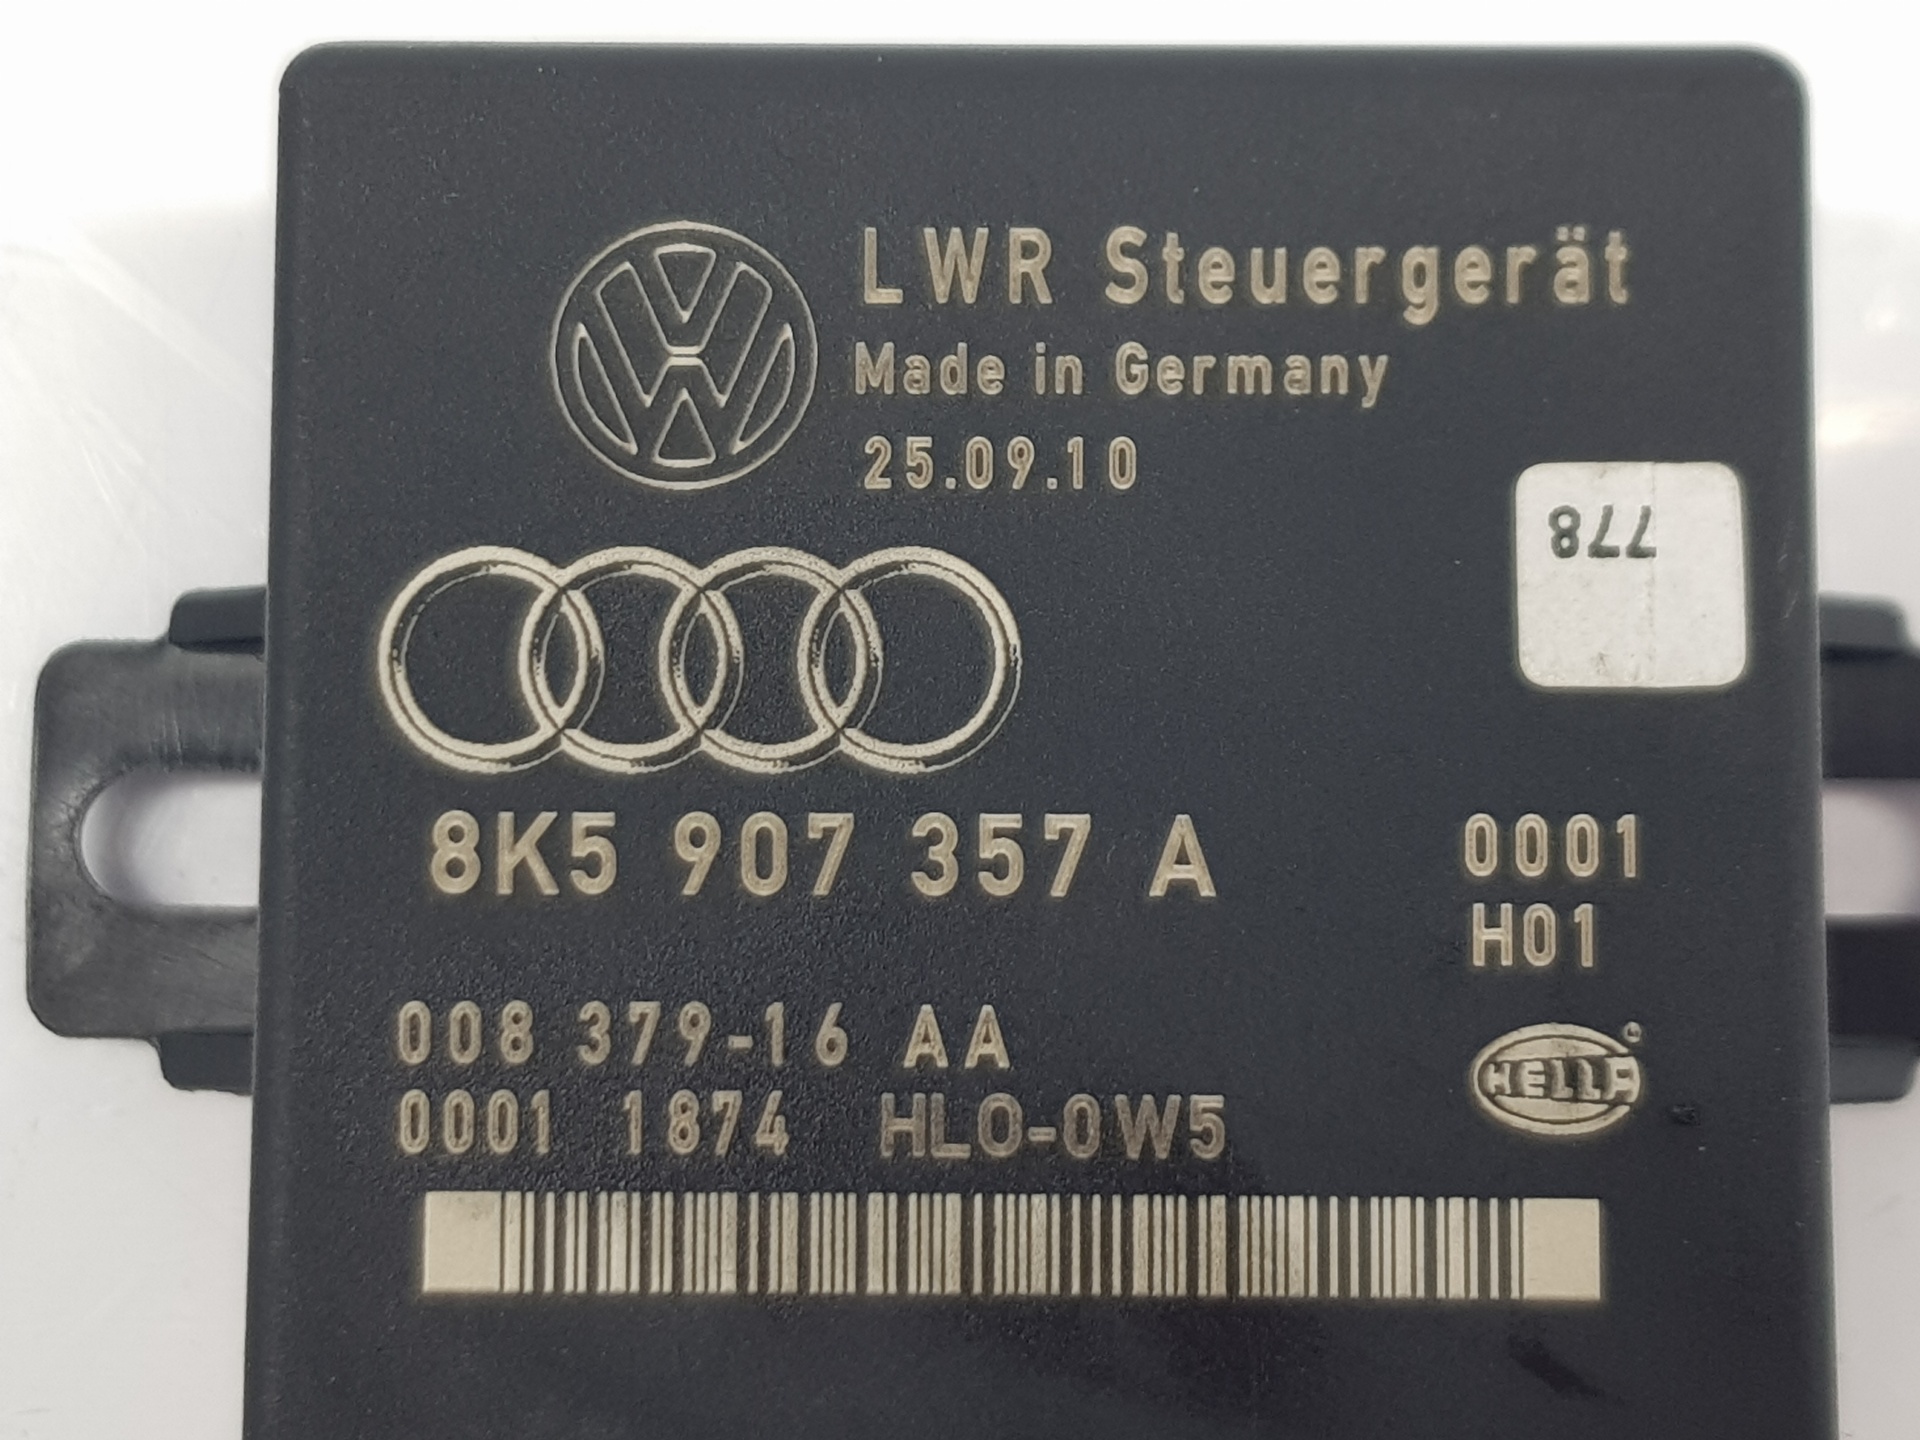 LWR Steuergerät
Made in Germany
25.09.10
778
8K5 907 357 A
0001
H01
008 379-16 AA
0001 1874 HLO-0W5
HELLA